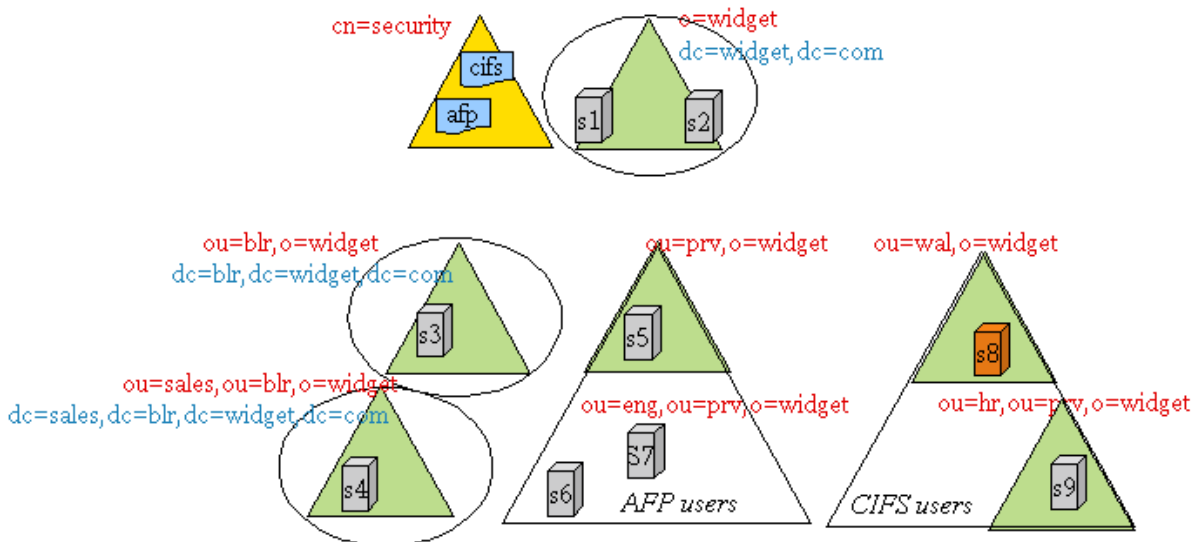 cn=security
o=widget
dc=widget,dc=com
cifs
afp
s1
s2
ou=blr,o=widget
dc=blr,dc=widget,dc=com
s3
ou=prv,o=widget
s5
ou=wal,o=widget
s8
ou=sales,ou=blr,o=widget
dc=sales,dc=blr,dc=widget,dc=com
s4
ou=eng,ou=prv,o=widget
S7
s6
AFP users
ou=hr,ou=prv,o=widget
s9
CIFS users